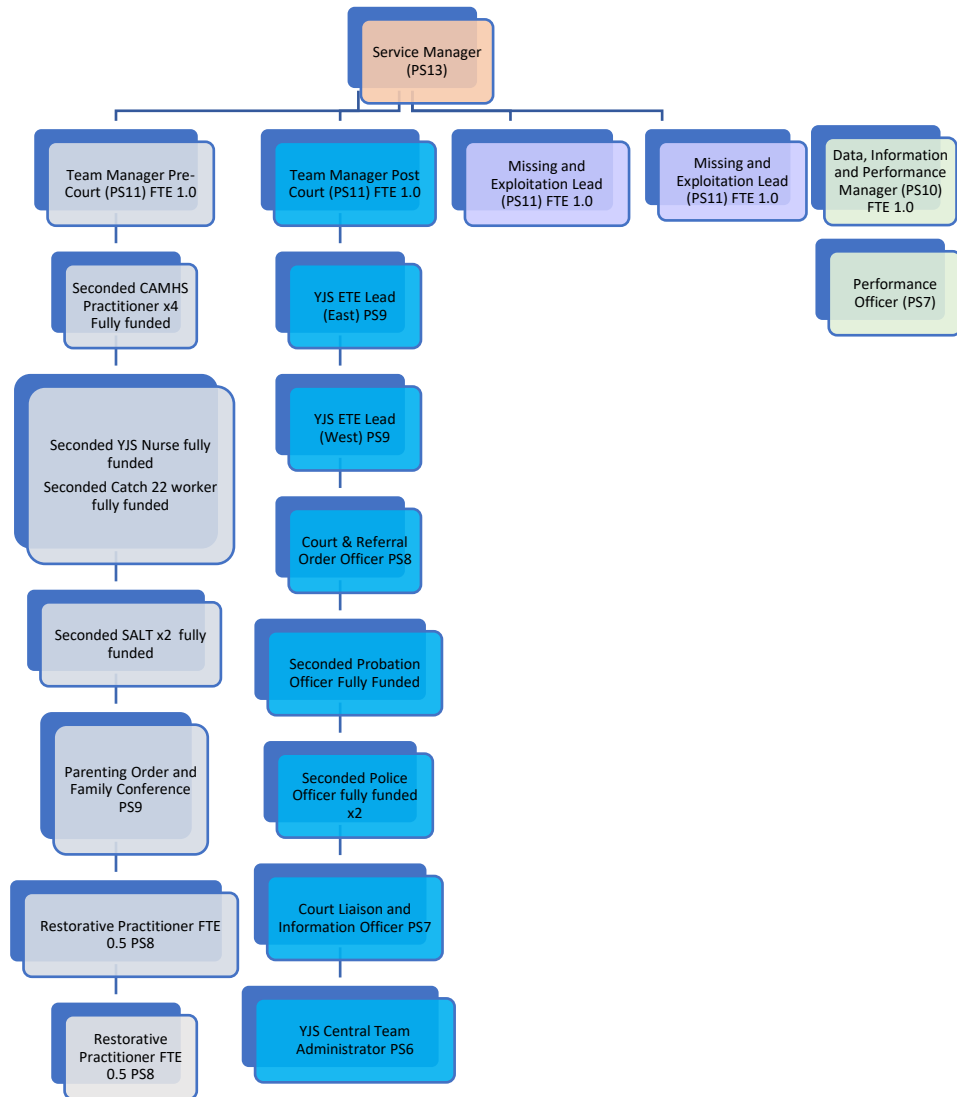 Service Manager
(PS13)
Team Manager Pre-
Court (PS11) FTE 1.0
Team Manager Post
Court (PS11) FTE 1.0
Missing and
Exploitation Lead
(PS11) FTE 1.0
Missing and
Exploitation Lead
(PS11) FTE 1.0
Data, Information
and Performance
Manager (PS10)
FTE 1.0
Seconded CAMHS
Practitioner x4
Fully funded
YJS ETE Lead
(East) PS9
Performance
Officer (PS7)
Seconded YJS Nurse fully
funded
Seconded Catch 22 worker
fully funded
YJS ETE Lead
(West) PS9
Court & Referral
Order Officer PS8
Seconded SALT x2 fully
funded
Seconded Probation
Officer Fully Funded
Parenting Order and
Family Conference
PS9
Seconded Police
Officer fully funded
x2
Restorative Practitioner FTE
0.5 PS8
Court Liaison and
Information Officer PS7
Restorative
Practitioner FTE
0.5 PS8
YJS Central Team
Administrator PS6